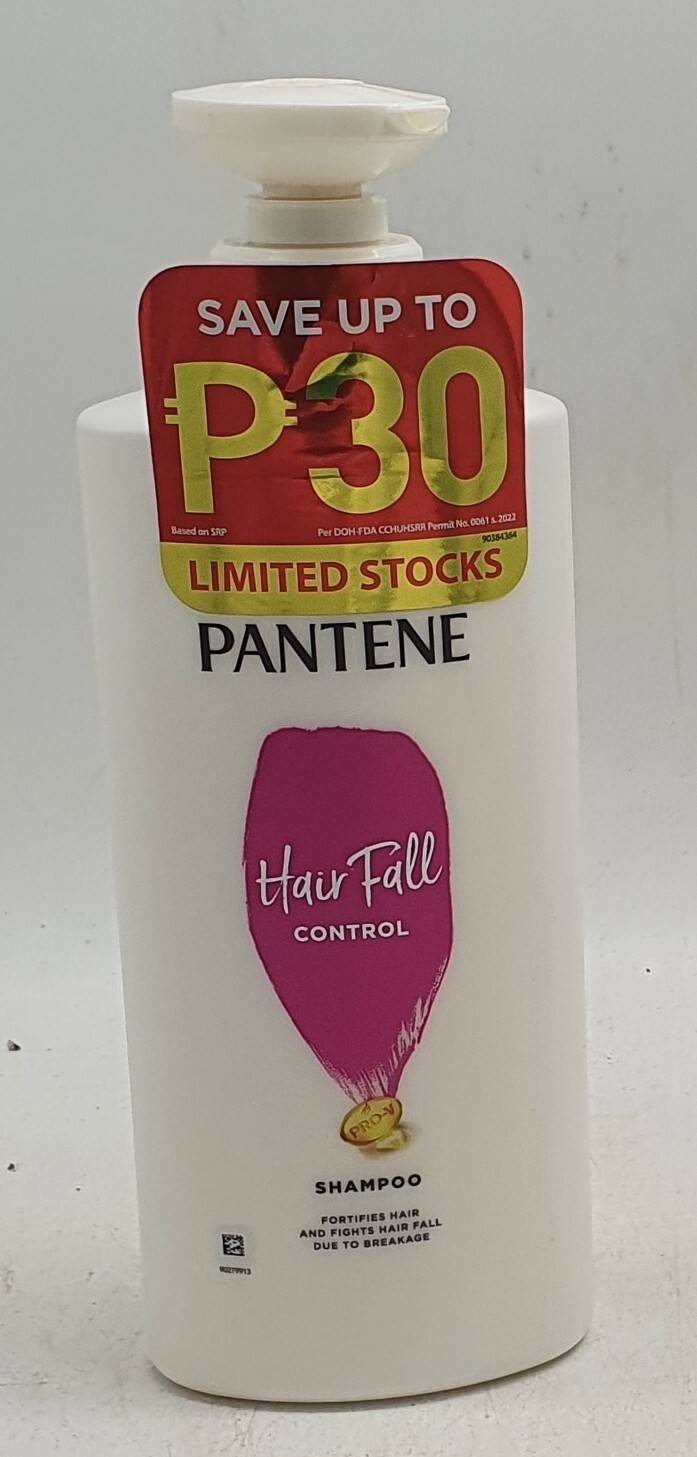 SAVE UP TO
₱30
Based on SRP
Per DOH-FDA CCHUHSRR Permit No. 0061 s. 2022
90384364
LIMITED STOCKS
PANTENE
Hair Fall
CONTROL
PRO-V
SHAMPOO
FORTIFIES HAIR
AND FIGHTS HAIR FALL
DUE TO BREAKAGE
90279913